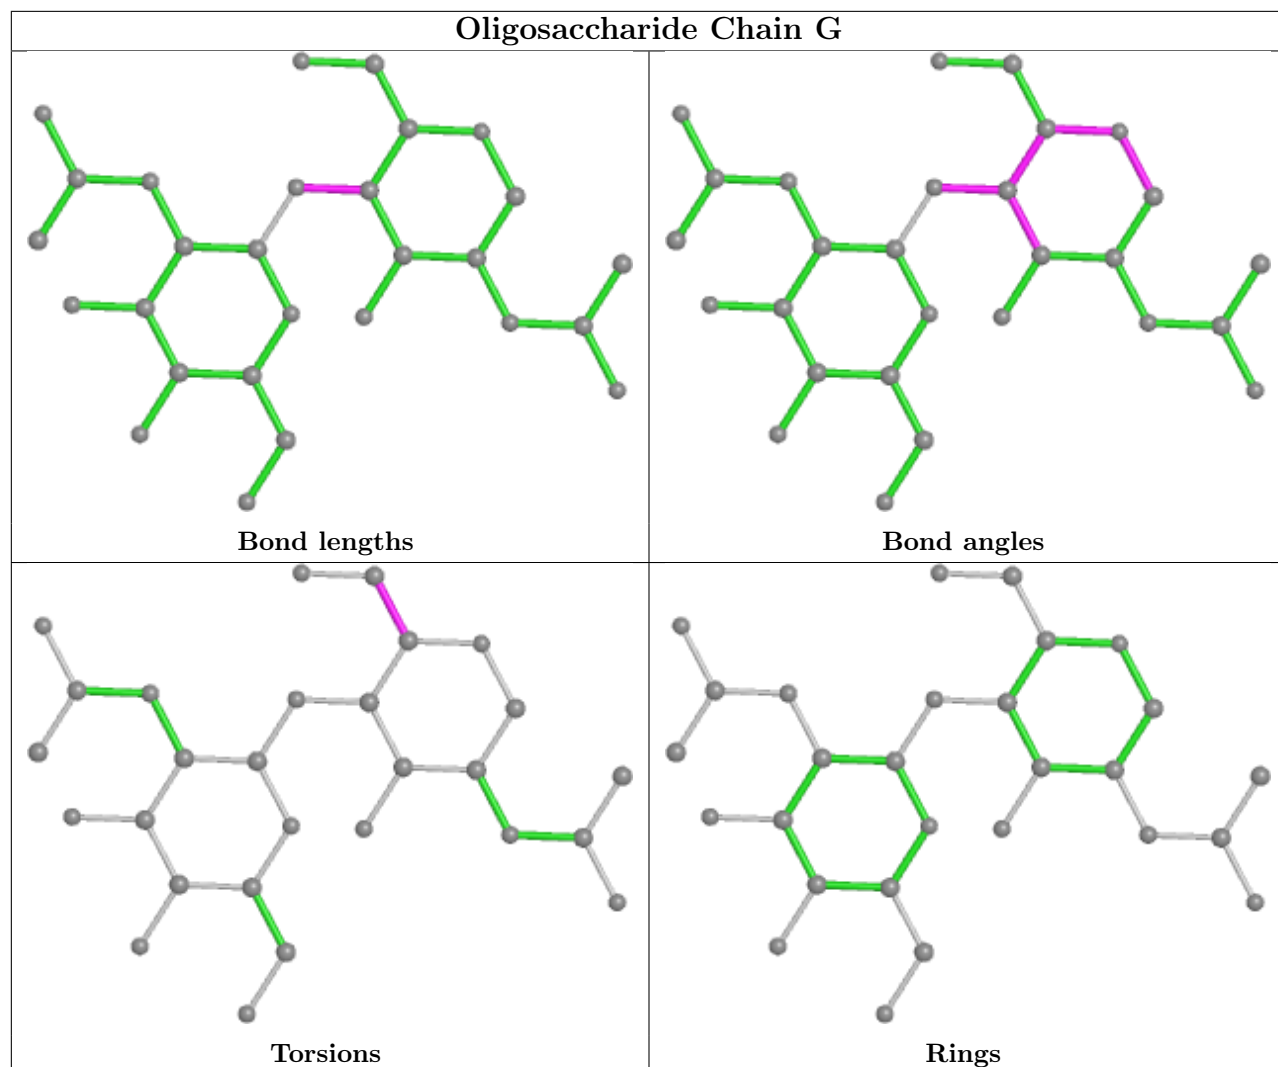 Oligosaccharide Chain G
Bond lengths
Bond angles
Torsions
Rings